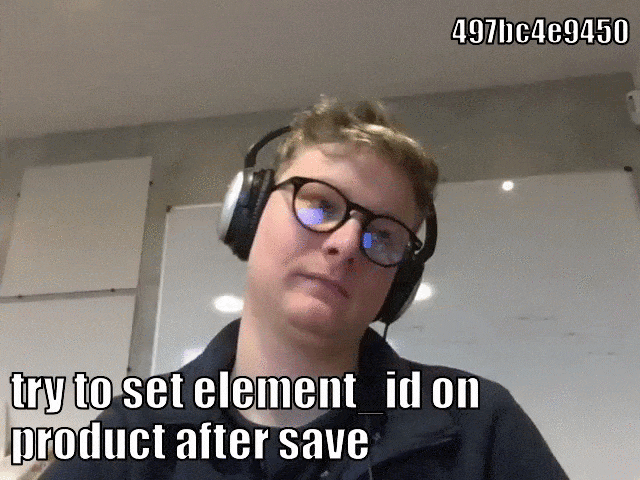 497bc4e9450
try to set element_id on
product after save